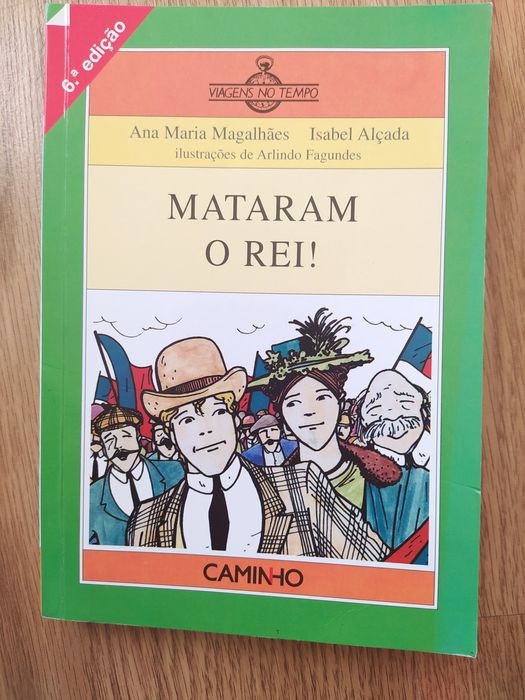 6.ª edição
VIAGENS NO TEMPO
Ana Maria Magalhães Isabel Alçada
ilustrações de Arlindo Fagundes
MATARAM
O REI!
CAMINHO